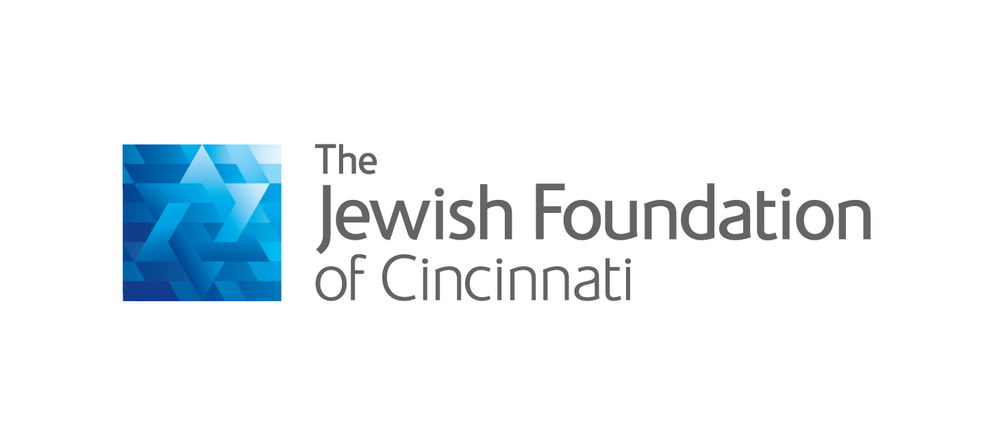 The
Jewish Foundation
of Cincinnati